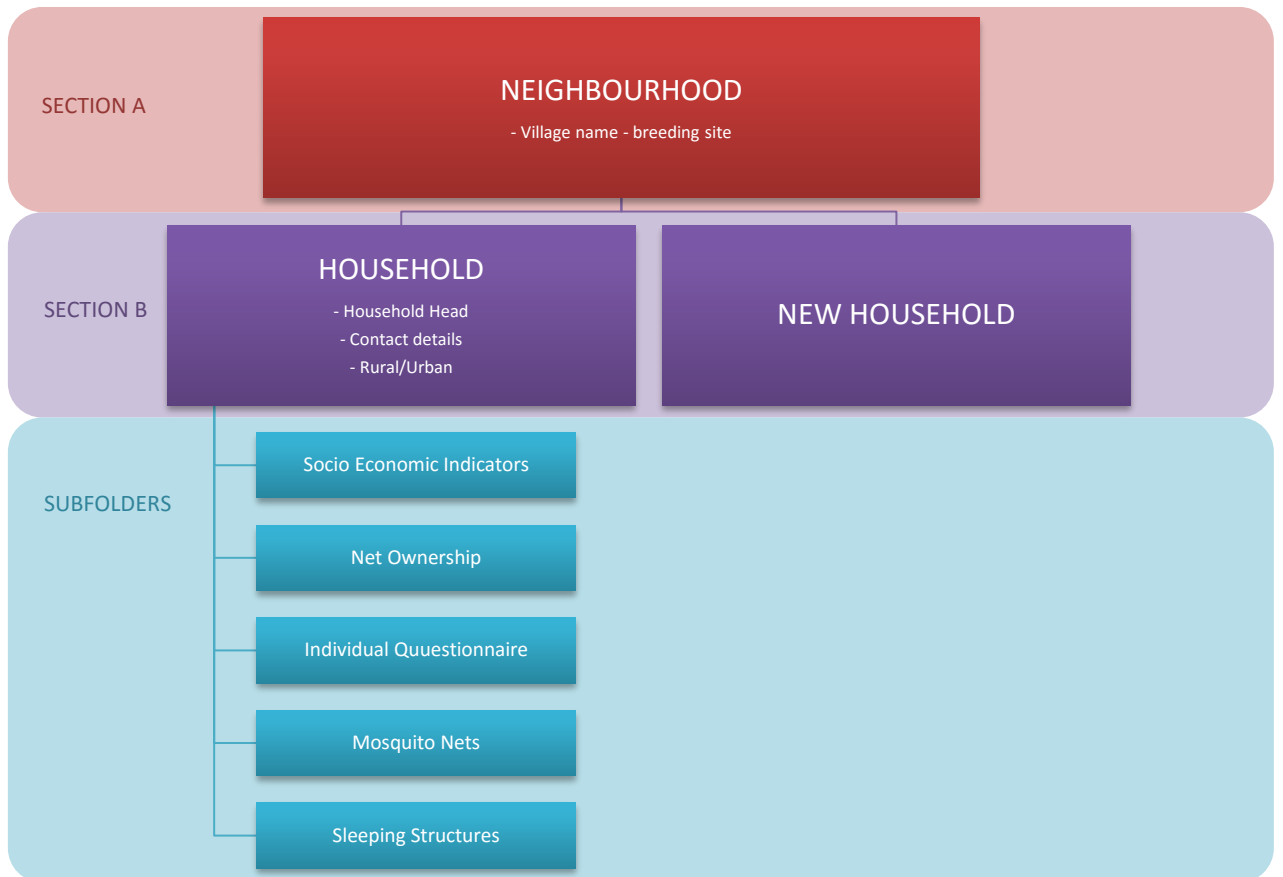 SECTION A
NEIGHBOURHOOD
- Village name - breeding site
SECTION B
HOUSEHOLD
- Household Head
- Contact details
- Rural/Urban
NEW HOUSEHOLD
SUBFOLDERS
Socio Economic Indicators
Net Ownership
Individual Quuestionnaire
Mosquito Nets
Sleeping Structures